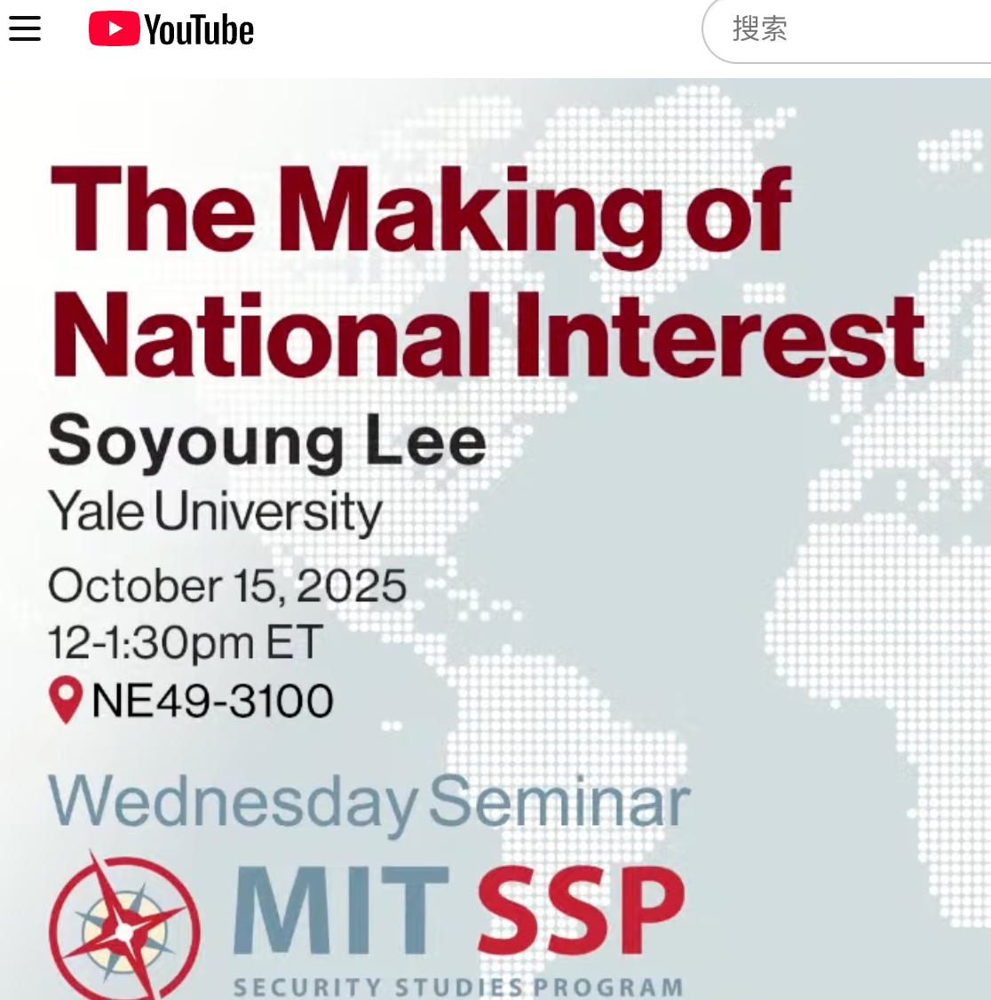 YouTube
搜索
The Making of
National Interest
Soyoung Lee
Yale University
October 15, 2025
12-1:30pm ET
NE49-3100
Wednesday Seminar
MIT SSP
SECURITY STUDIES PROGRAM